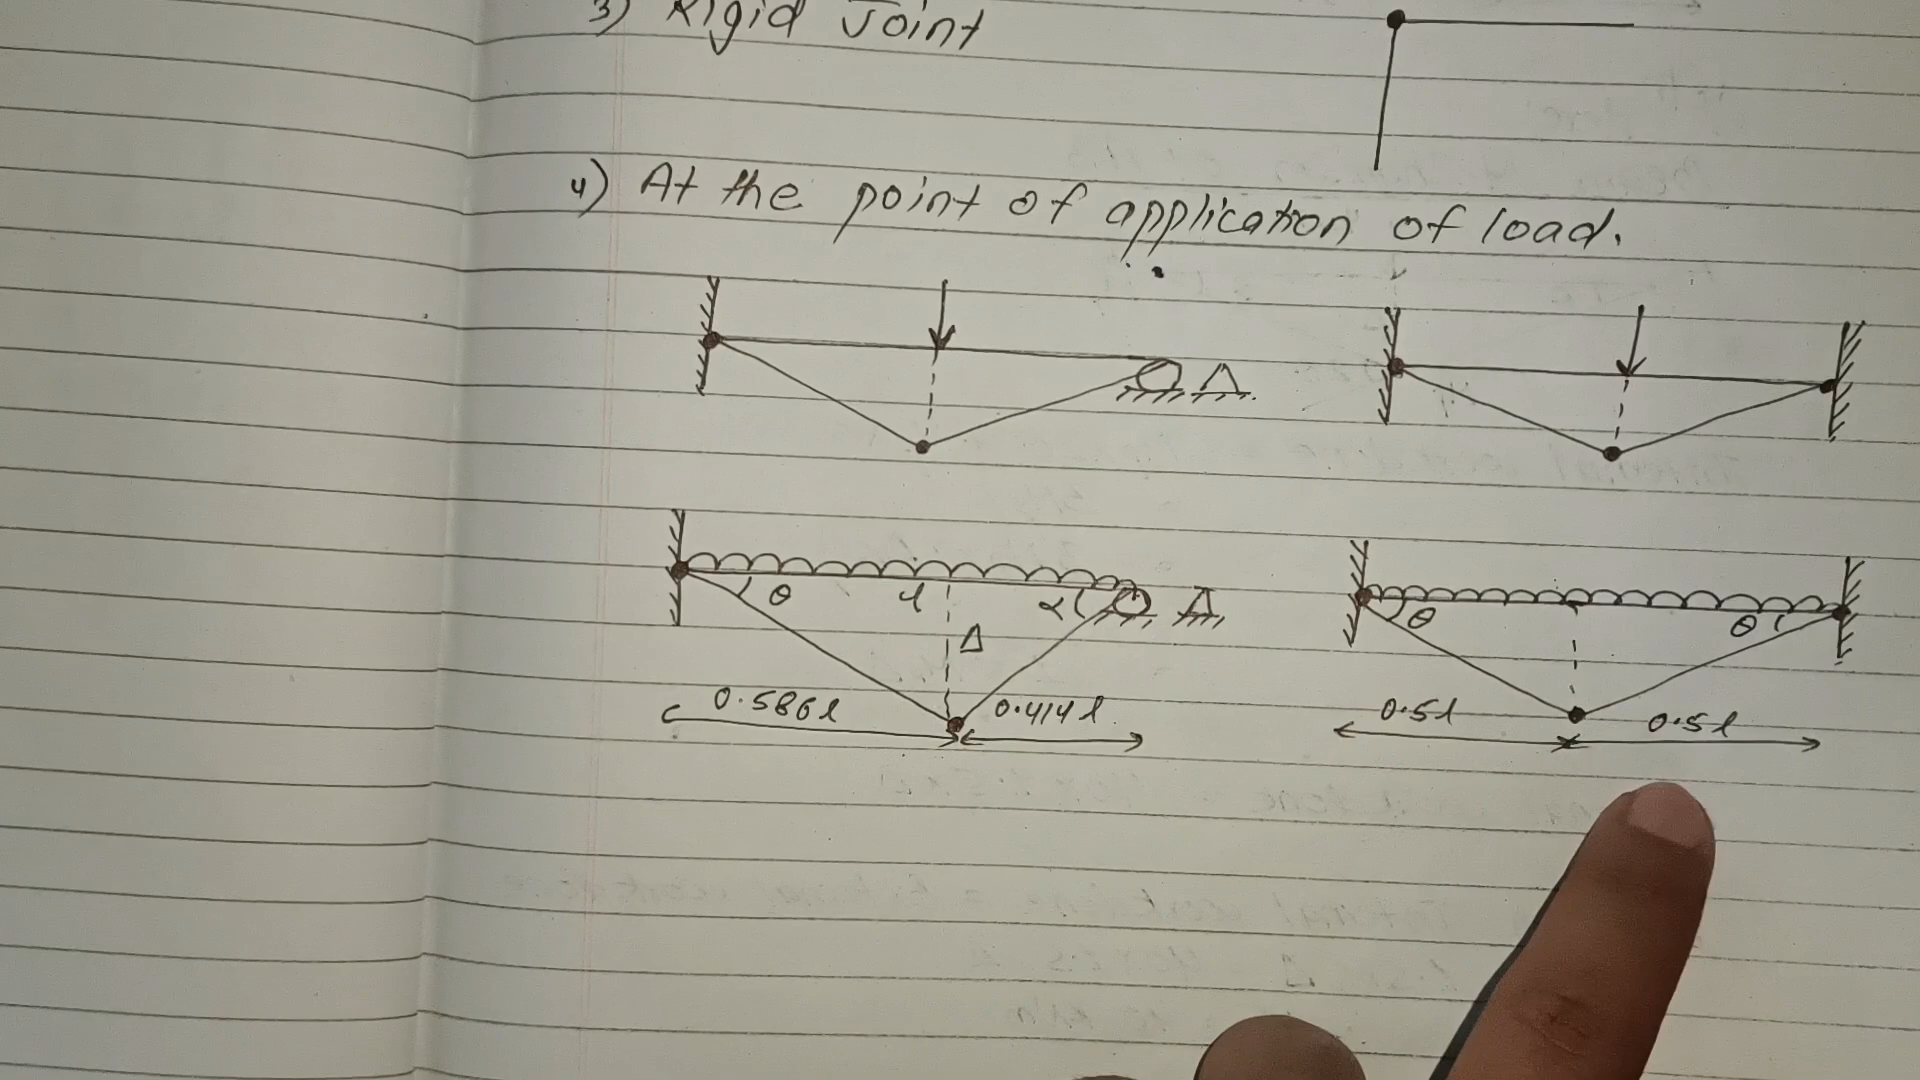 3) Rigid Joint
4) At the point of application of load.
θ l α
Δ
0.586l 0.414l
θ θ
0.5l 0.5l